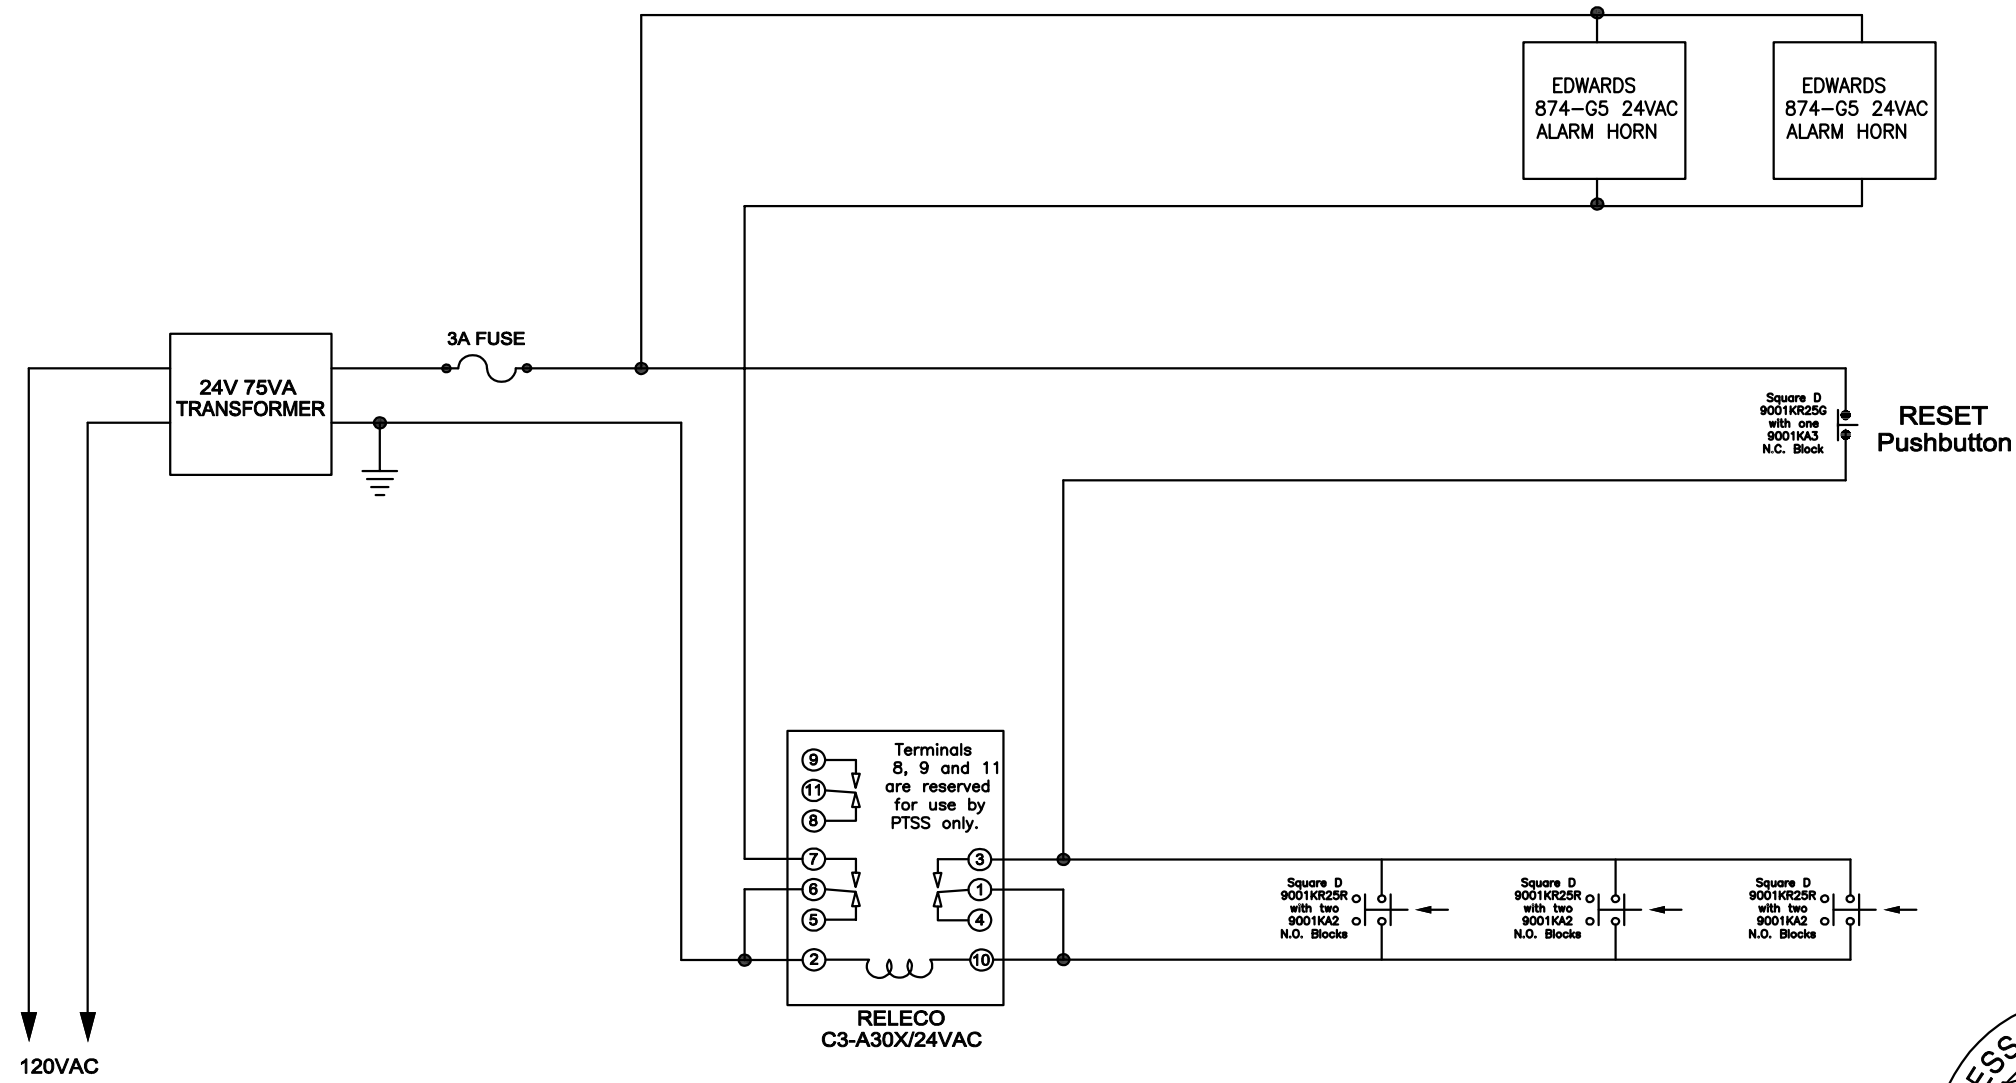 EDWARDS
874-G5 24VAC
ALARM HORN
EDWARDS
874-G5 24VAC
ALARM HORN
3A FUSE
24V 75VA
TRANSFORMER
Square D
9001KR25G
with one
9001KA3
N.C. Block
RESET
Pushbutton
Terminals
8, 9 and 11
are reserved
for use by
PTSS only.
9
11
8
7
6
5
2
3
1
4
10
RELECO
C3-A30X/24VAC
Square D
9001KR25R
with two
9001KA2
N.O. Blocks
Square D
9001KR25R
with two
9001KA2
N.O. Blocks
Square D
9001KR25R
with two
9001KA2
N.O. Blocks
120VAC